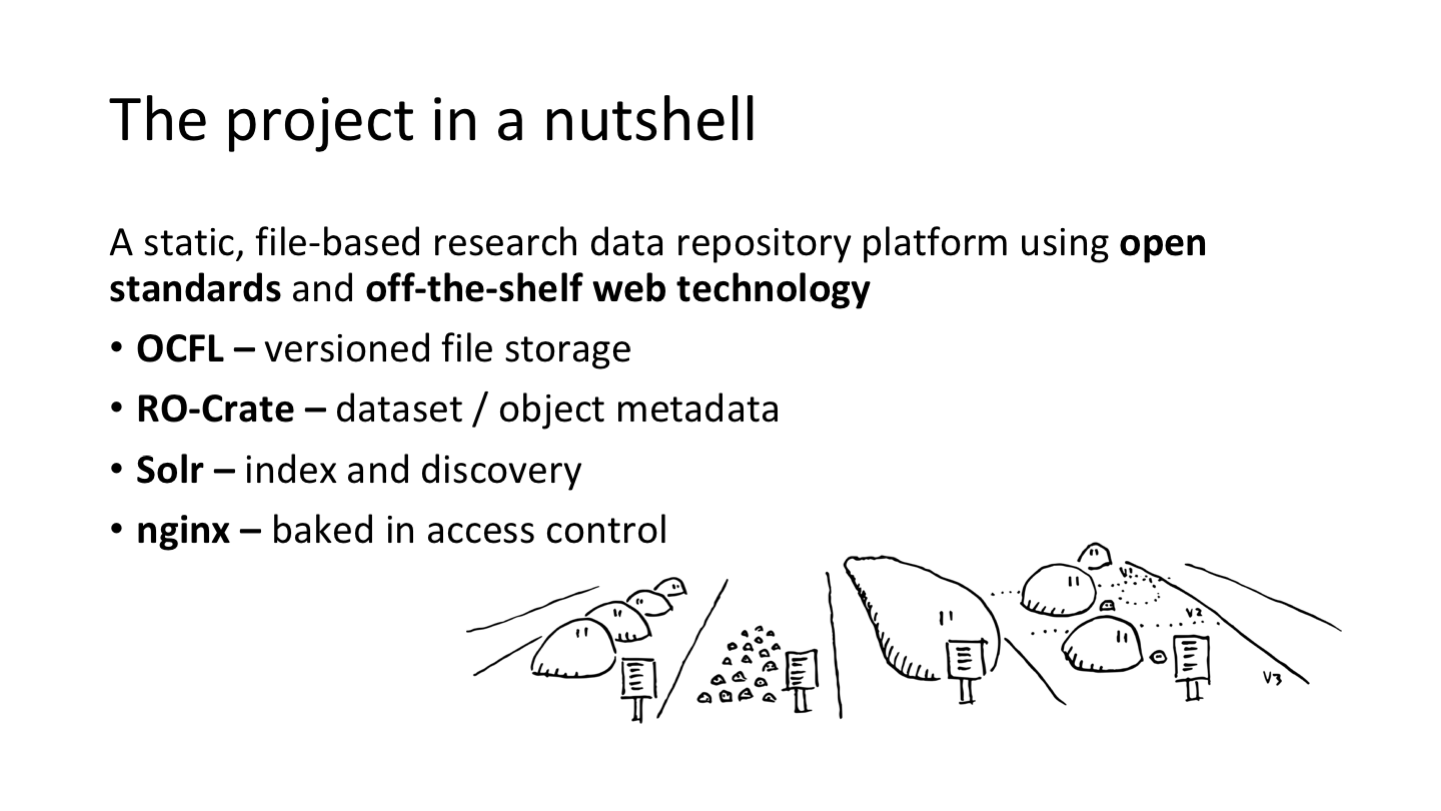 The project in a nutshell
A static, file-based research data repository platform using open
standards and off-the-shelf web technology
• OCFL – versioned file storage
• RO-Crate – dataset / object metadata
• Solr – index and discovery
• nginx – baked in access control
V1
V2
V3